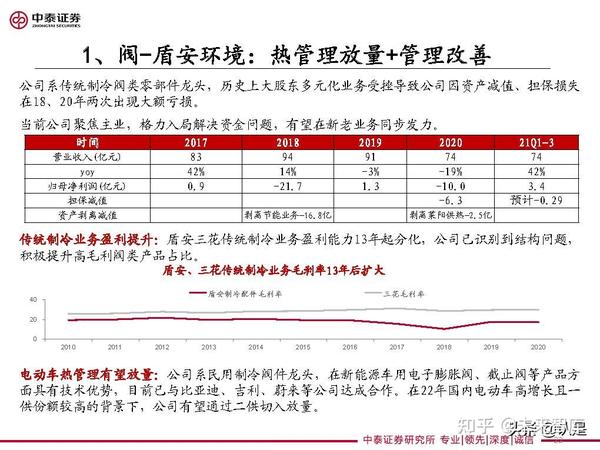 中泰证券
ZHONGTAI SECURITIES
1、阀-盾安环境：热管理放量+管理改善
公司系传统制冷阀类零部件龙头，历史上大股东多元化业务受控导致公司因资产减值、担保损失
在18、20年两次出现大额亏损。
当前公司聚焦主业，格力入局解决资金问题，有望在新老业务同步发力。
时间 2017 2018 2019 2020 21Q1-3
营业收入(亿元) 83 94 91 74 74
yoy 42% 14% -3% -19% 42%
归母净利润(亿元) 0.9 -21.7 1.3 -10.0 3.4
担保减值 -6.3 预计-0.29
资产剥离减值 剥离节能业务-16.8亿 剥离莱阳供热-2.5亿
传统制冷业务盈利提升：盾安三花传统制冷业务盈利能力13年起分化，公司已识别到结构问题，
积极提升高毛利阀类产品占比。
盾安、三花传统制冷业务毛利率13年后扩大
盾安制冷配件毛利率 三花毛利率
40
20
0
2010 2011 2012 2013 2014 2015 2016 2017 2018 2019 2020
电动车热管理有望放量：公司系民用制冷阀件龙头，在新能源车用电子膨胀阀、截止阀等产品方
面具有技术优势，目前已与比亚迪、吉利、蔚来等公司达成合作。在22年国内电动车高增长且一
供份额较高的背景下，公司有望通过二供切入放量。
中泰证券研究所 专业|领先|深度|诚信